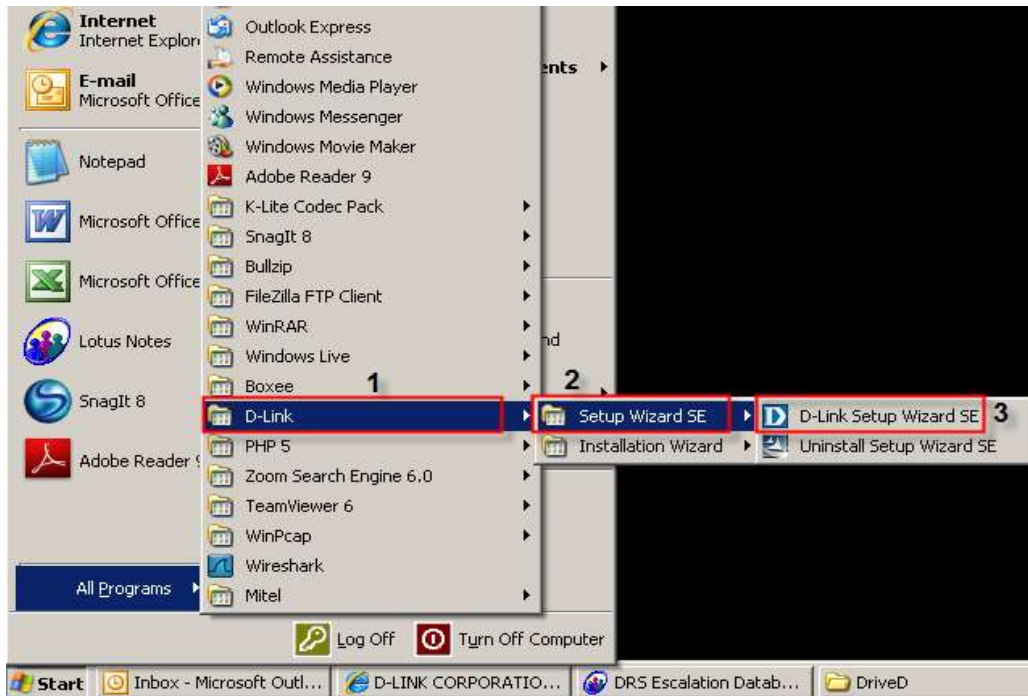 Internet
Internet Explor
E-mail
Microsoft Office
Notepad
Microsoft Office
Microsoft Office
Lotus Notes
SnagIt 8
Adobe Reader 9
All Programs
Outlook Express
Remote Assistance
Windows Media Player
Windows Messenger
Windows Movie Maker
Adobe Reader 9
K-Lite Codec Pack
SnagIt 8
Bullzip
FileZilla FTP Client
WinRAR
Windows Live
Boxee
1
D-Link
PHP 5
Zoom Search Engine 6.0
TeamViewer 6
WinPcap
Wireshark
Mitel
ents
nd
2
Setup Wizard SE
Installation Wizard
D-Link Setup Wizard SE
3
Uninstall Setup Wizard SE
Log Off
Turn Off Computer
Start
Inbox - Microsoft Outl...
D-LINK CORPORATIO...
DRS Escalation Datab...
DriveD